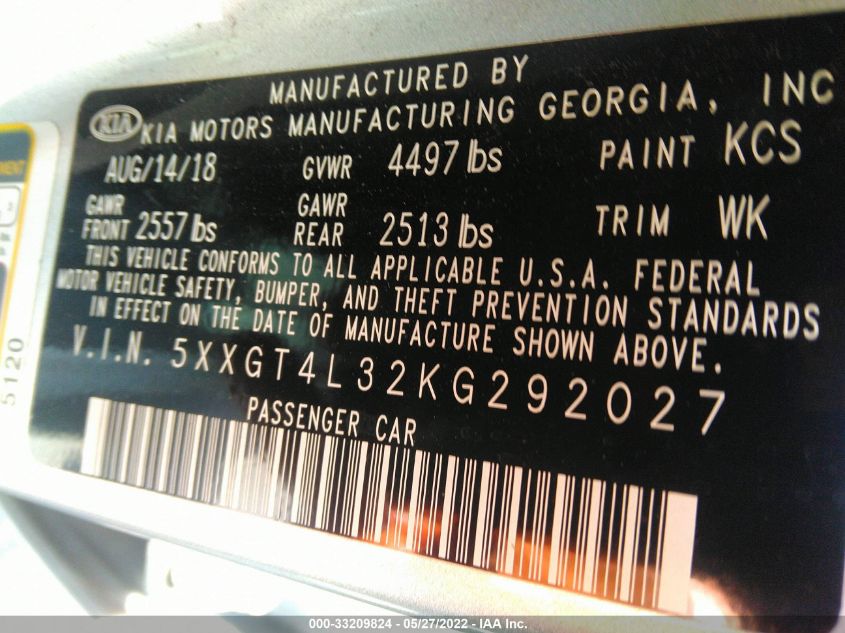 MANUFACTURED BY
KIA KIA MOTORS MANUFACTURING GEORGIA, INC
AUG/14/18 GVWR 4497 lbs PAINT KCS
GAWR FRONT 2557 lbs GAWR REAR 2513 lbs TRIM WK
THIS VEHICLE CONFORMS TO ALL APPLICABLE U.S.A. FEDERAL
MOTOR VEHICLE SAFETY, BUMPER, AND THEFT PREVENTION STANDARDS
IN EFFECT ON THE DATE OF MANUFACTURE SHOWN ABOVE.
V.I.N. 5XXGT4L32KG292027
PASSENGER CAR
5120
000-33209824 - 05/27/2022 - IAA Inc.